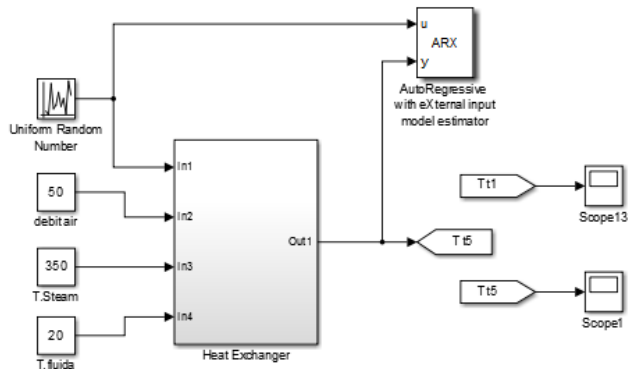 u
ARX
y
AutoRegressive
with eXternal input
model estimator
Uniform Random
Number
In1
50
In2
debit air
Tt1
Scope13
Out1
Tt5
350
In3
T.Steam
Tt5
Scope1
20
In4
T.fluida
Heat Exchanger